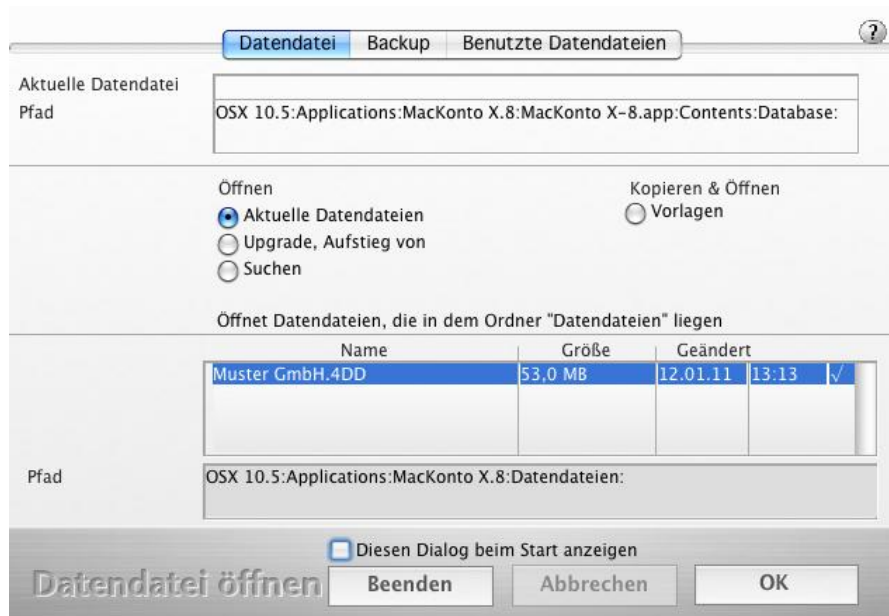 Datendatei Backup Benutzte Datendateien ?
Aktuelle Datendatei
Pfad
OSX 10.5:Applications:MacKonto X.8:MacKonto X-8.app:Contents:Database:
Öffnen
Kopieren & Öffnen
Aktuelle Datendateien
Vorlagen
Upgrade, Aufstieg von
Suchen
Öffnet Datendateien, die in dem Ordner "Datendateien" liegen
Name Größe Geändert
Muster GmbH.4DD 53,0 MB 12.01.11 13:13 √
Pfad
OSX 10.5:Applications:MacKonto X.8:Datendateien:
Diesen Dialog beim Start anzeigen
Datendatei öffnen
Beenden Abbrechen OK